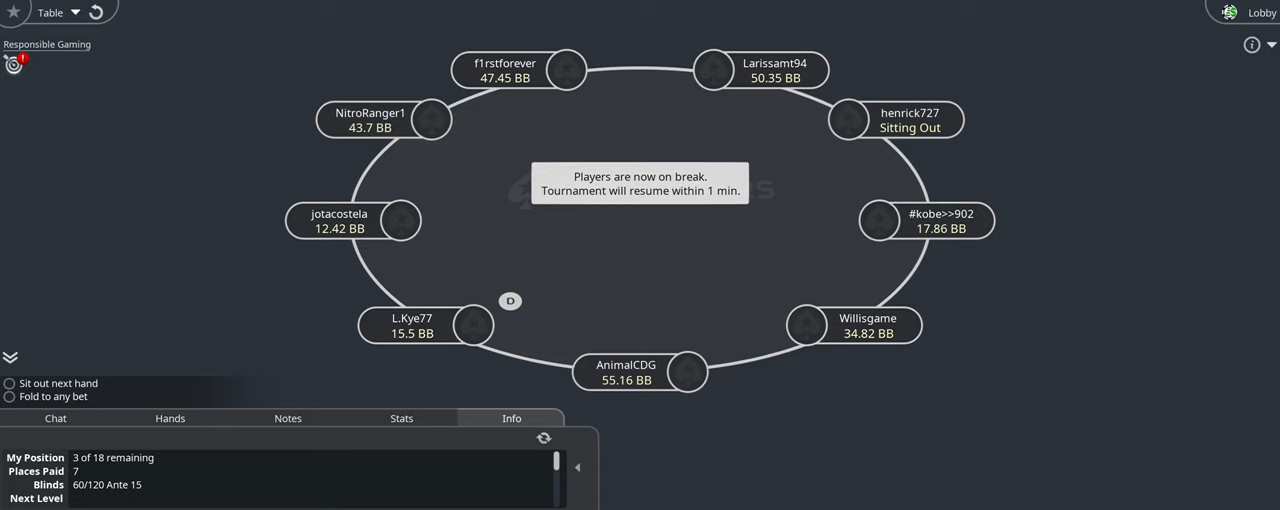 Table
Lobby
Responsible Gaming
!
f1rstforever
47.45 BB
Larissamt94
50.35 BB
NitroRanger1
43.7 BB
henrick727
Sitting Out
Players are now on break.
Tournament will resume within 1 min.
jotacostela
12.42 BB
#kobe>>902
17.86 BB
D
L.Kye77
15.5 BB
Willisgame
34.82 BB
AnimalCDG
55.16 BB
Sit out next hand
Fold to any bet
Chat Hands Notes Stats Info
My Position 3 of 18 remaining
Places Paid 7
Blinds 60/120 Ante 15
Next Level